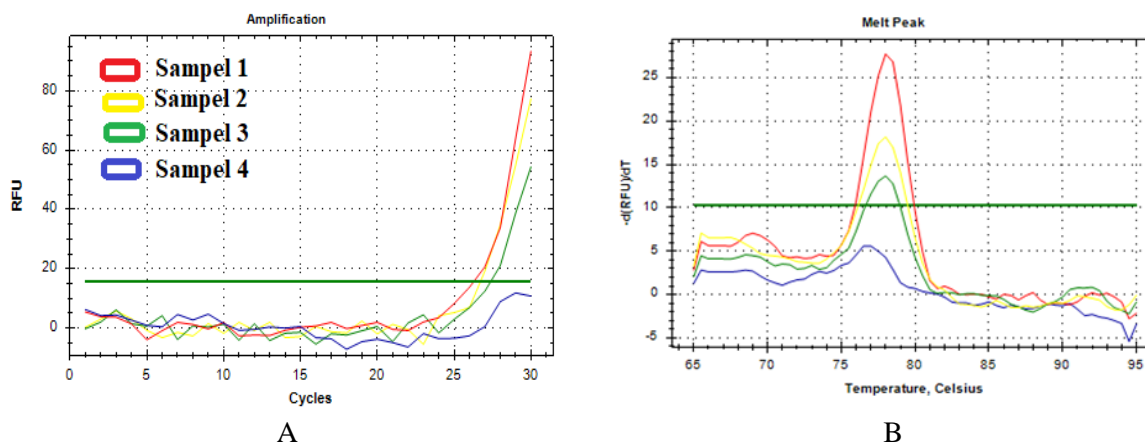 Amplification
80
60
40
20
0
RFU
Sampel 1
Sampel 2
Sampel 3
Sampel 4
0 5 10 15 20 25 30
Cycles
A
Melt Peak
25
20
15
10
5
0
-5
-d(RFU)/dT
65 70 75 80 85 90 95
Temperature, Celsius
B